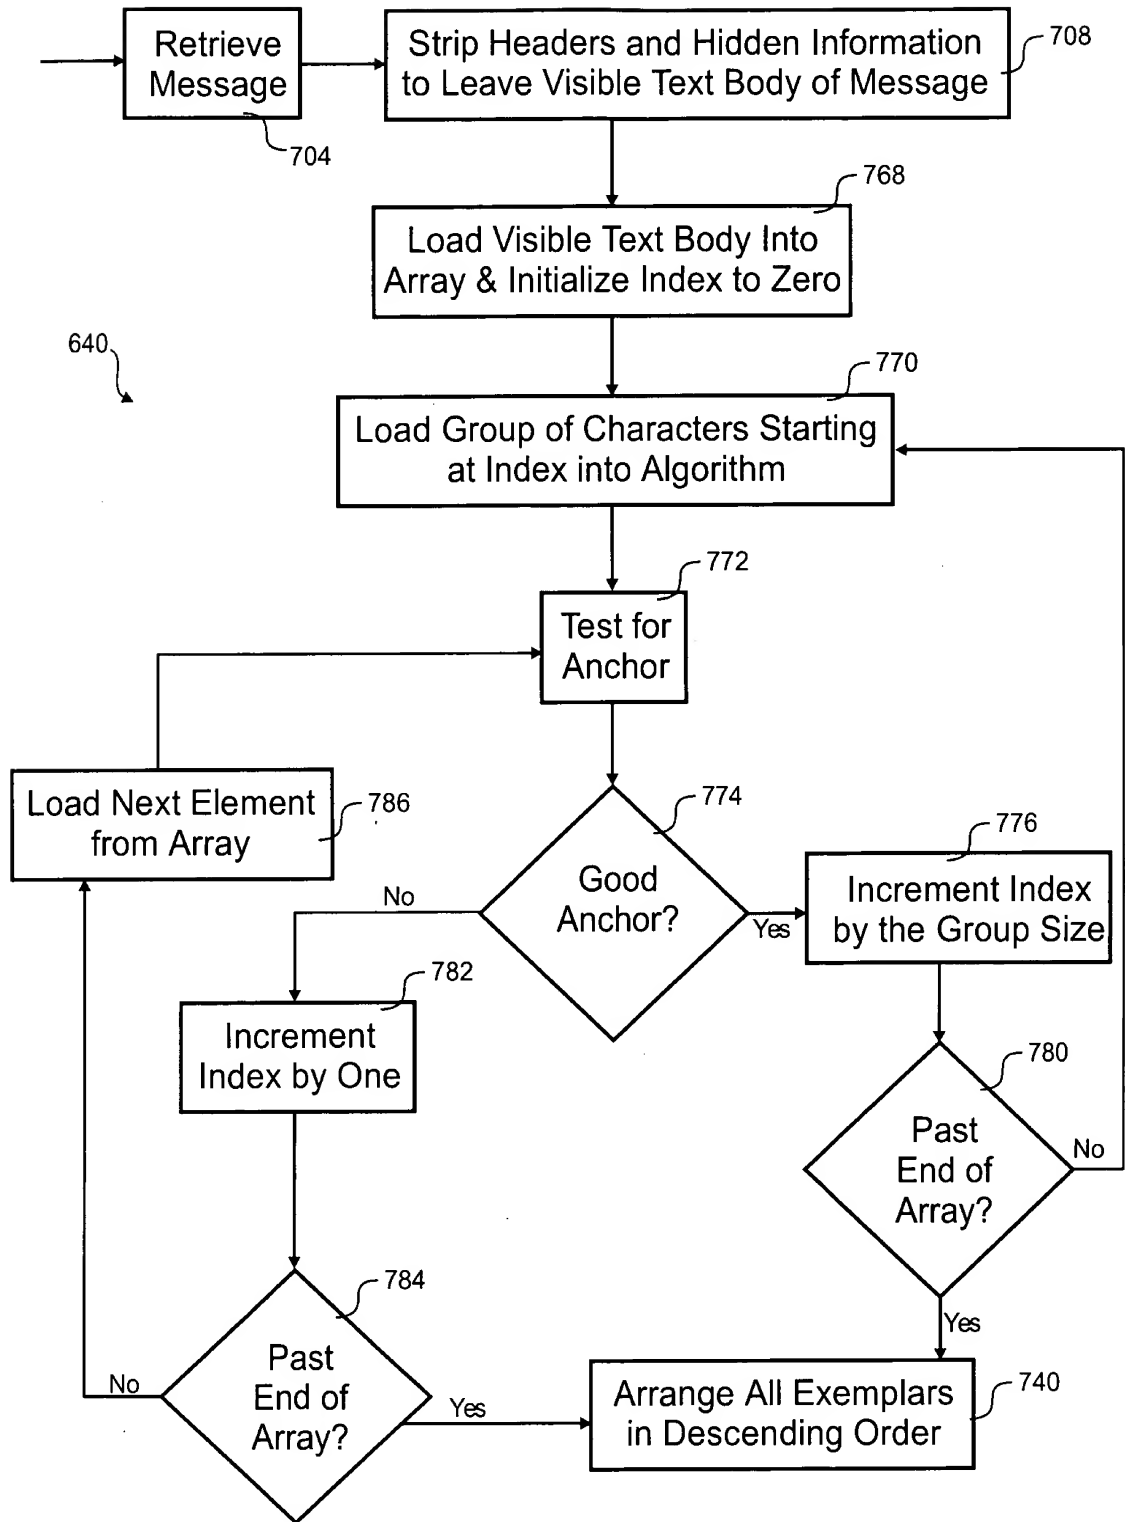 Retrieve
Message
704
Strip Headers and Hidden Information
to Leave Visible Text Body of Message
708
768
Load Visible Text Body Into
Array & Initialize Index to Zero
640
770
Load Group of Characters Starting
at Index into Algorithm
772
Test for
Anchor
Load Next Element
from Array
786
774
Good
Anchor?
No
Yes
776
Increment Index
by the Group Size
782
Increment
Index by One
780
Past
End of
Array?
No
Yes
784
Past
End of
Array?
No
Yes
Arrange All Exemplars
in Descending Order
740